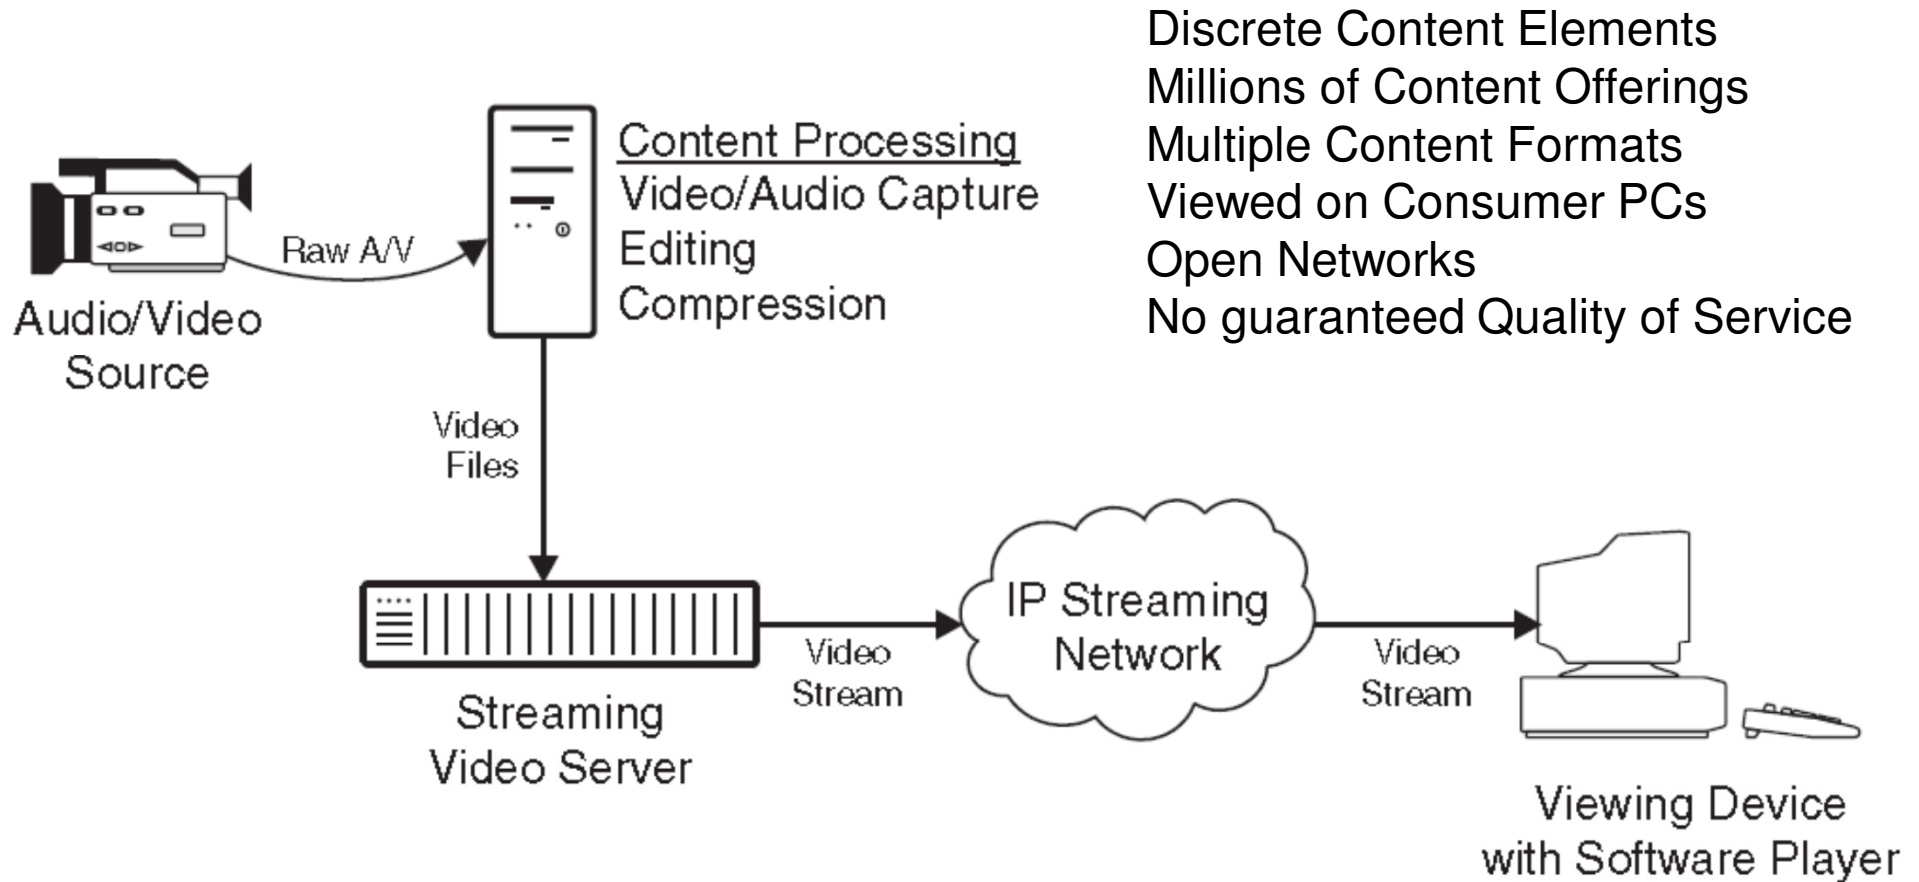 Discrete Content Elements
Millions of Content Offerings
Multiple Content Formats
Viewed on Consumer PCs
Open Networks
No guaranteed Quality of Service
Content Processing
Video/Audio Capture
Editing
Compression
Raw A/V
Audio/Video
Source
Video
Files
IP Streaming
Network
Video
Stream
Video
Stream
Streaming
Video Server
Viewing Device
with Software Player